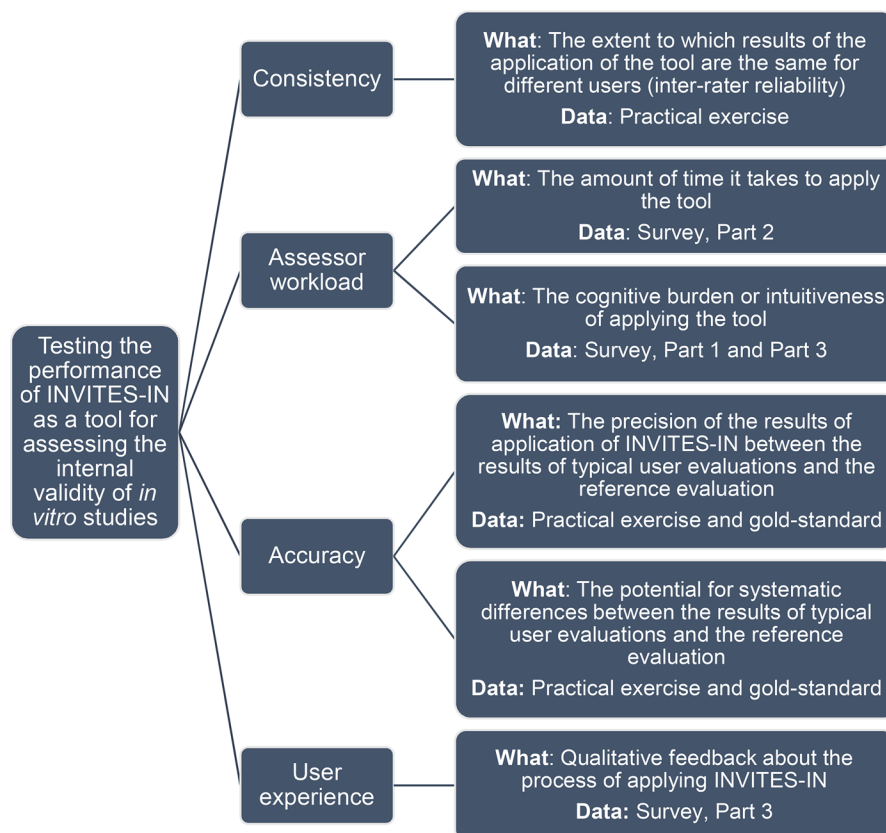 Testing the
performance
of INVITES-IN
as a tool for
assessing the
internal
validity of in
vitro studies
Consistency
What: The extent to which results of the
application of the tool are the same for
different users (inter-rater reliability)
Data: Practical exercise
Assessor
workload
What: The amount of time it takes to apply
the tool
Data: Survey, Part 2
What: The cognitive burden or intuitiveness
of applying the tool
Data: Survey, Part 1 and Part 3
Accuracy
What: The precision of the results of
application of INVITES-IN between the
results of typical user evaluations and the
reference evaluation
Data: Practical exercise and gold-standard
What: The potential for systematic
differences between the results of typical
user evaluations and the reference
evaluation
Data: Practical exercise and gold-standard
User
experience
What: Qualitative feedback about the
process of applying INVITES-IN
Data: Survey, Part 3